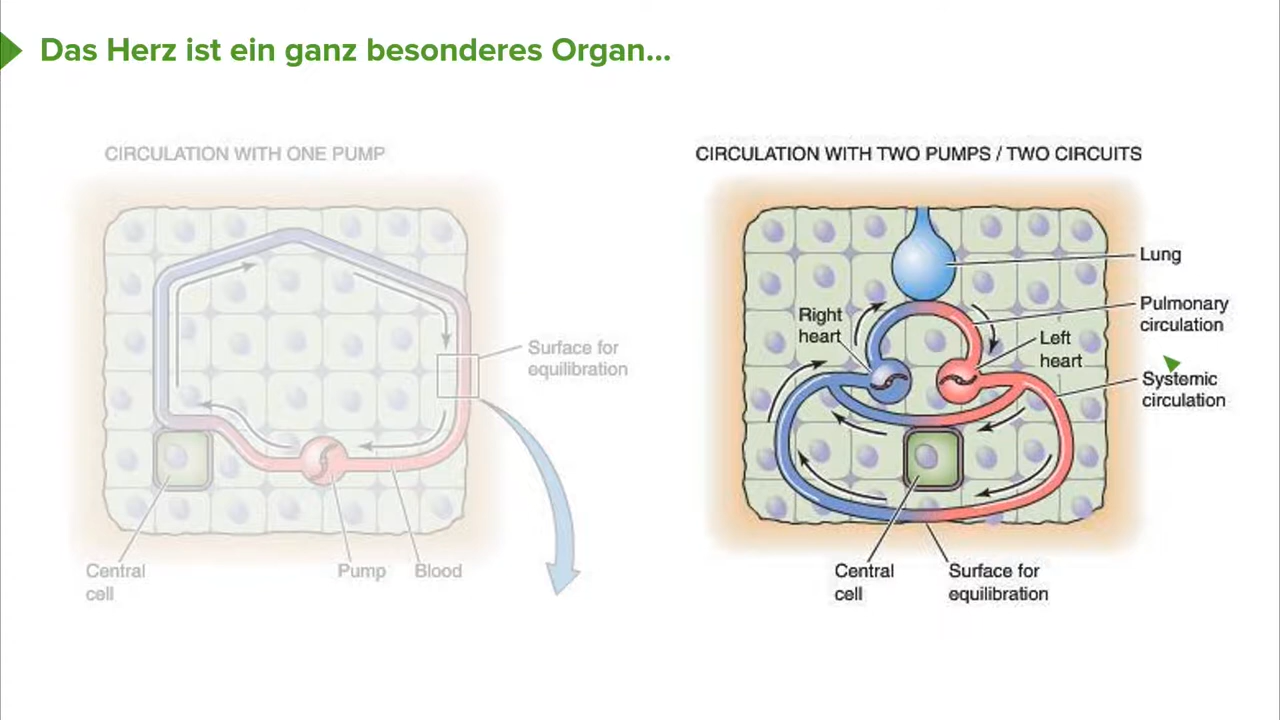 Das Herz ist ein ganz besonderes Organ...
CIRCULATION WITH ONE PUMP
Surface for
equilibration
Central
cell
Pump
Blood
CIRCULATION WITH TWO PUMPS / TWO CIRCUITS
Lung
Pulmonary
circulation
Right
heart
Left
heart
Systemic
circulation
Central
cell
Surface for
equilibration